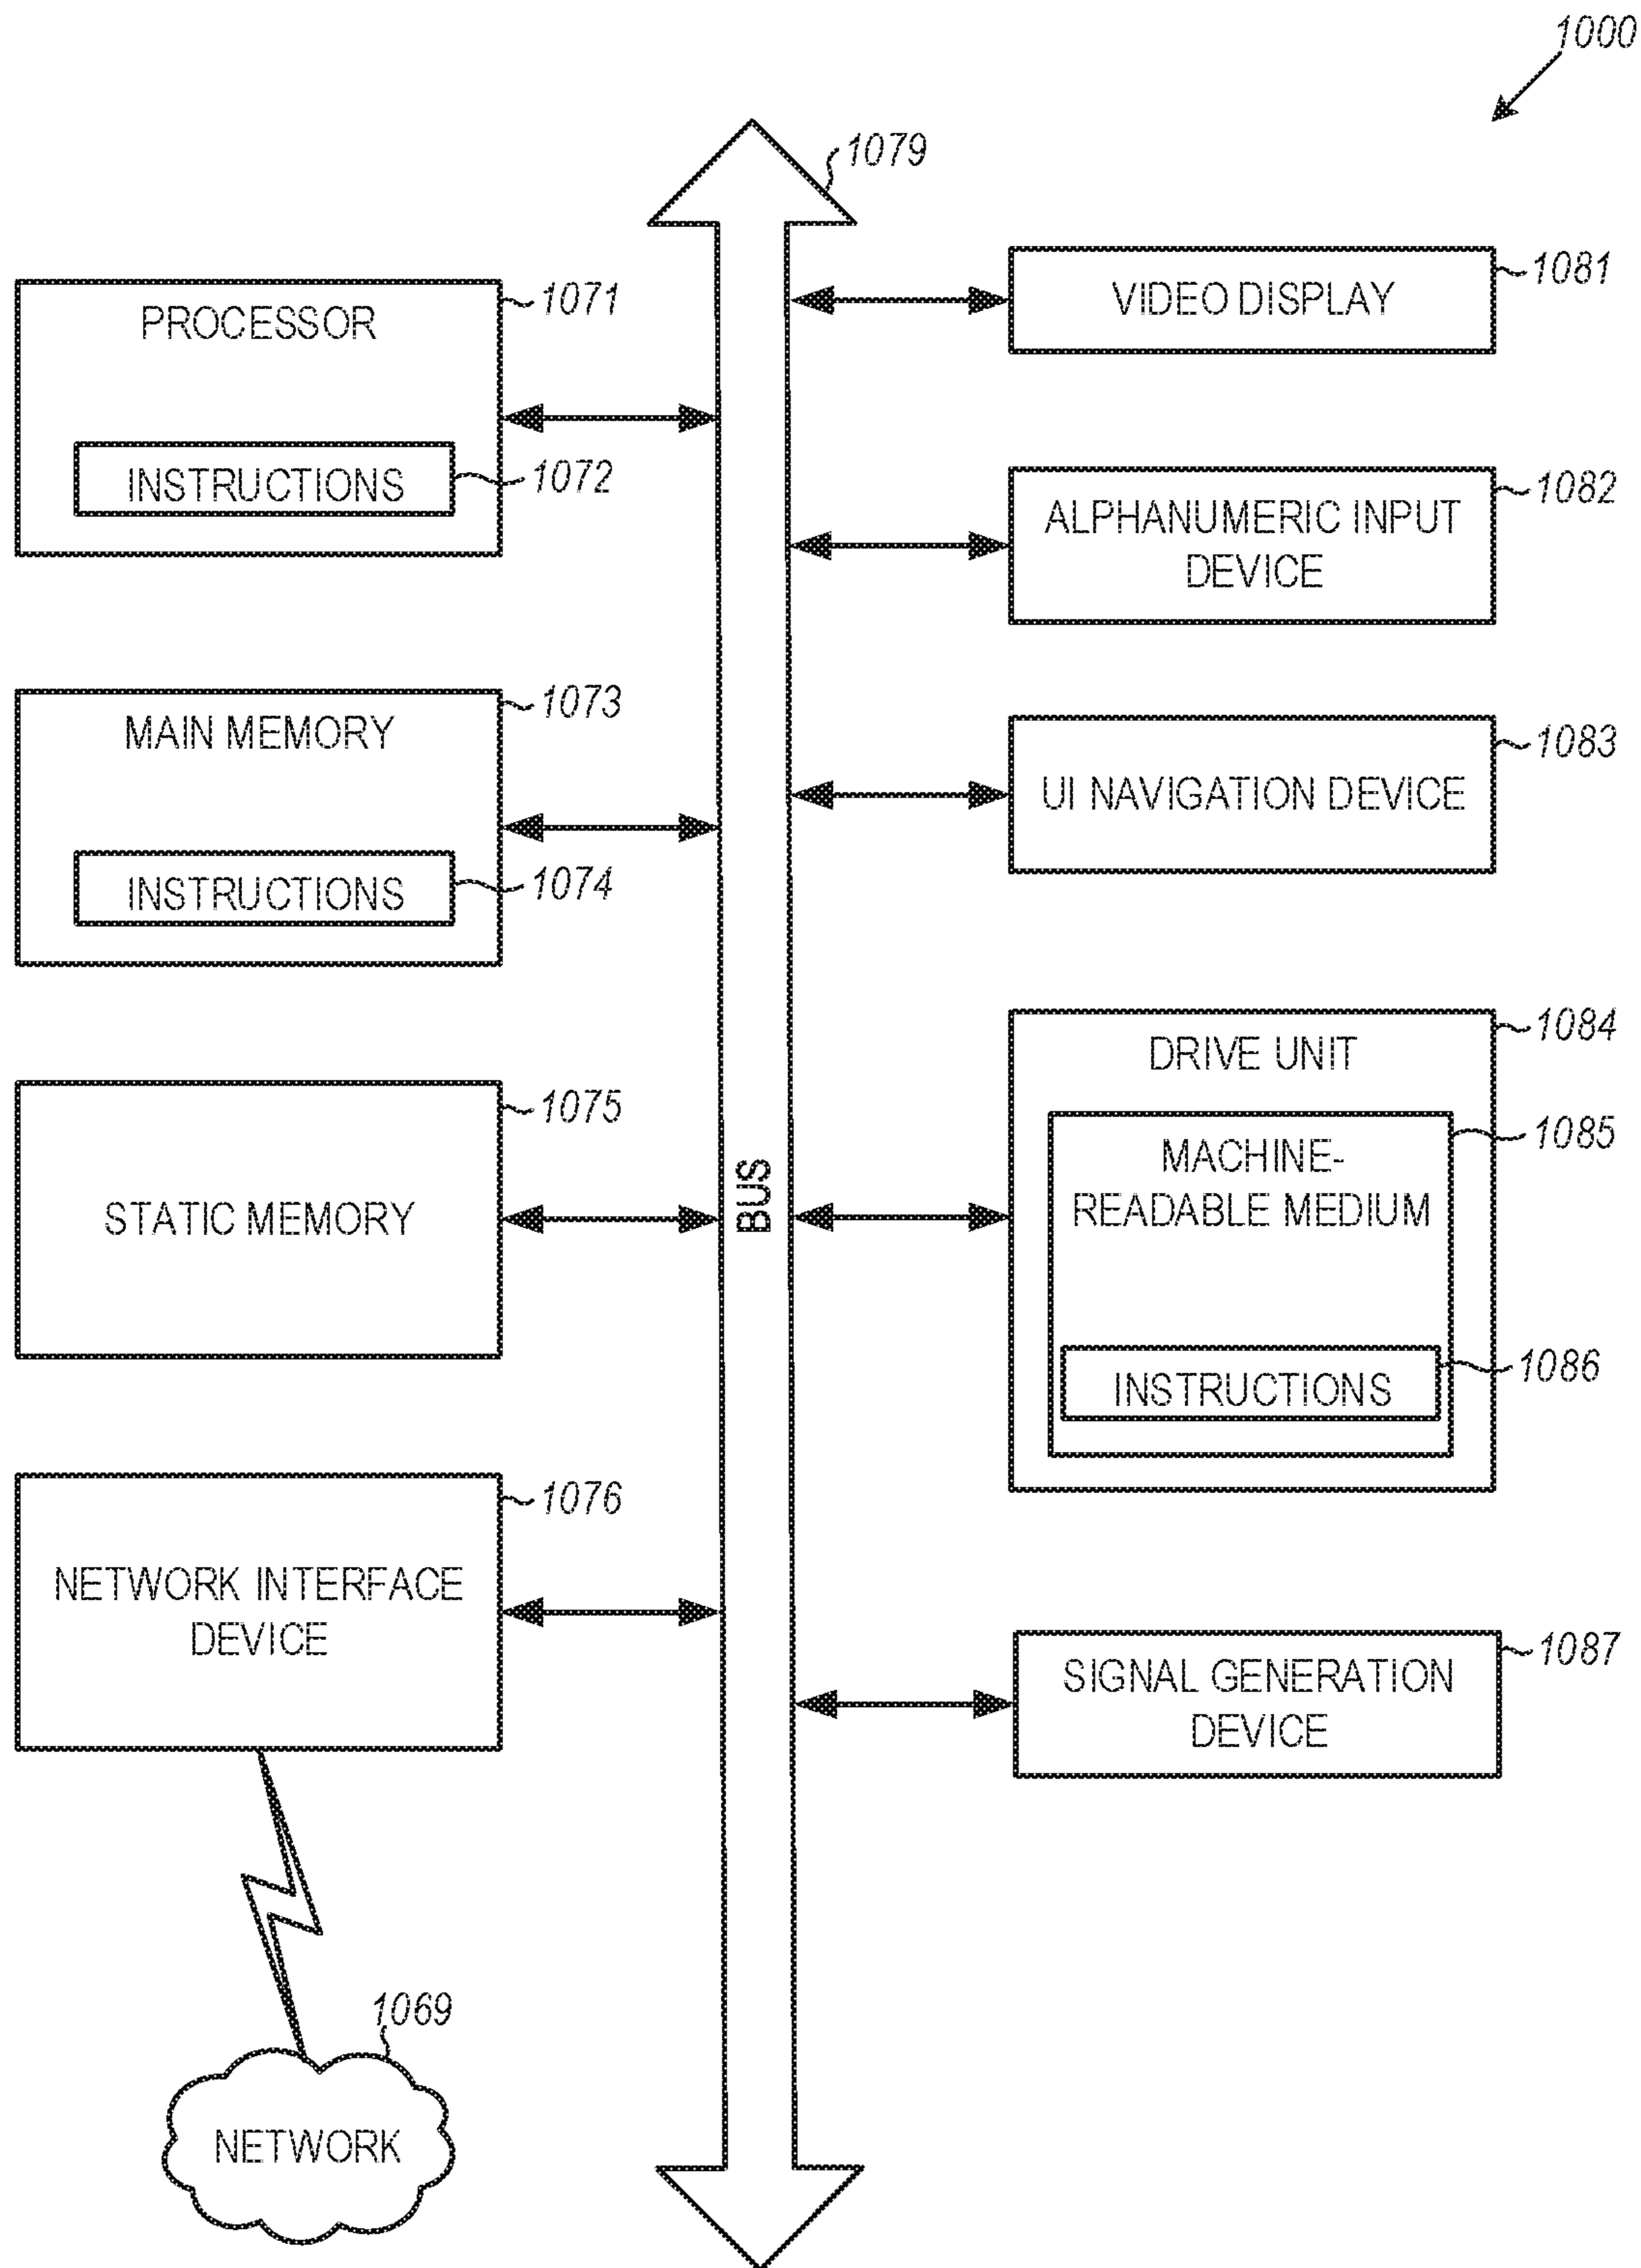 1000
1079
PROCESSOR
1071
INSTRUCTIONS
1072
MAIN MEMORY
1073
INSTRUCTIONS
1074
STATIC MEMORY
1075
NETWORK INTERFACE
DEVICE
1076
1069
NETWORK
BUS
VIDEO DISPLAY
1081
ALPHANUMERIC INPUT
DEVICE
1082
UI NAVIGATION DEVICE
1083
DRIVE UNIT
1084
MACHINE-
READABLE MEDIUM
1085
INSTRUCTIONS
1086
SIGNAL GENERATION
DEVICE
1087